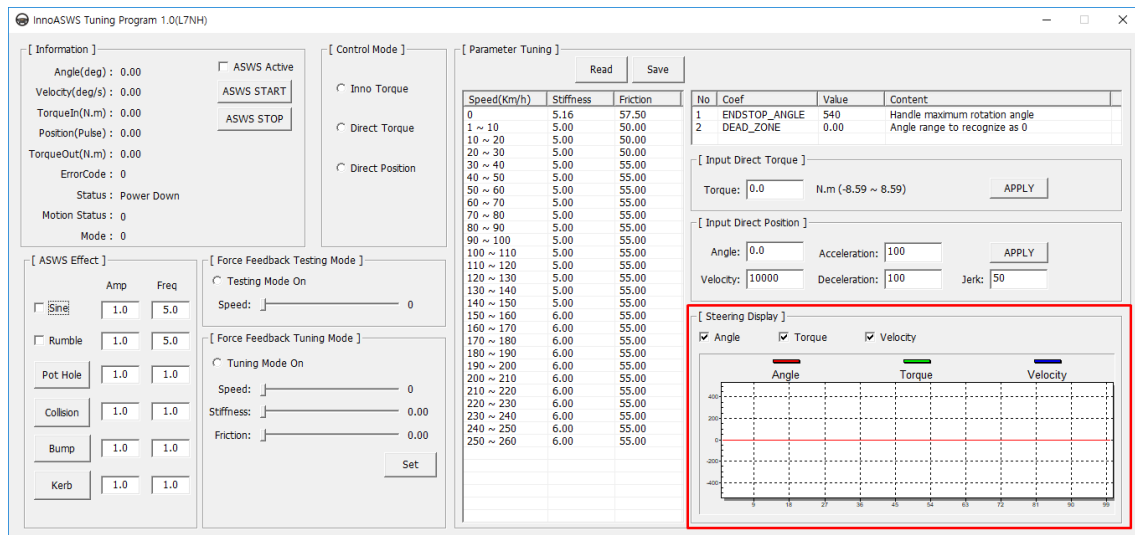 InnoASWS Tuning Program 1.0(L7NH)
[ Information ]
Angle(deg) : 0.00
Velocity(deg/s) : 0.00
TorqueIn(N.m) : 0.00
Position(Pulse) : 0.00
TorqueOut(N.m) : 0.00
ErrorCode : 0
Status : Power Down
Motion Status : 0
Mode : 0
ASWS Active
ASWS START
ASWS STOP
[ Control Mode ]
Inno Torque
Direct Torque
Direct Position
[ ASWS Effect ]
Amp Freq
Sine 1.0 5.0
Rumble 1.0 5.0
Pot Hole 1.0 1.0
Collision 1.0 1.0
Bump 1.0 1.0
Kerb 1.0 1.0
[ Force Feedback Testing Mode ]
Testing Mode On
Speed: 0
[ Force Feedback Tuning Mode ]
Tuning Mode On
Speed: 0
Stiffness: 0.00
Friction: 0.00
Set
[ Parameter Tuning ]
Read Save
Speed(Km/h) Stiffness Friction
0 5.16 57.50
1 ~ 10 5.00 50.00
10 ~ 20 5.00 50.00
20 ~ 30 5.00 50.00
30 ~ 40 5.00 55.00
40 ~ 50 5.00 55.00
50 ~ 60 5.00 55.00
60 ~ 70 5.00 55.00
70 ~ 80 5.00 55.00
80 ~ 90 5.00 55.00
90 ~ 100 5.00 55.00
100 ~ 110 5.00 55.00
110 ~ 120 5.00 55.00
120 ~ 130 5.00 55.00
130 ~ 140 5.00 55.00
140 ~ 150 5.00 55.00
150 ~ 160 6.00 55.00
160 ~ 170 6.00 55.00
170 ~ 180 6.00 55.00
180 ~ 190 6.00 55.00
190 ~ 200 6.00 55.00
200 ~ 210 6.00 55.00
210 ~ 220 6.00 55.00
220 ~ 230 6.00 55.00
230 ~ 240 6.00 55.00
240 ~ 250 6.00 55.00
250 ~ 260 6.00 55.00
No Coef Value Content
1 ENDSTOP_ANGLE 540 Handle maximum rotation angle
2 DEAD_ZONE 0.00 Angle range to recognize as 0
[ Input Direct Torque ]
Torque: 0.0 N.m (-8.59 ~ 8.59) APPLY
[ Input Direct Position ]
Angle: 0.0 Acceleration: 100 APPLY
Velocity: 10000 Deceleration: 100 Jerk: 50
[ Steering Display ]
Angle Torque Velocity
Angle Torque Velocity
400
200
0
-200
-400
9 18 27 36 45 54 63 72 81 90 99